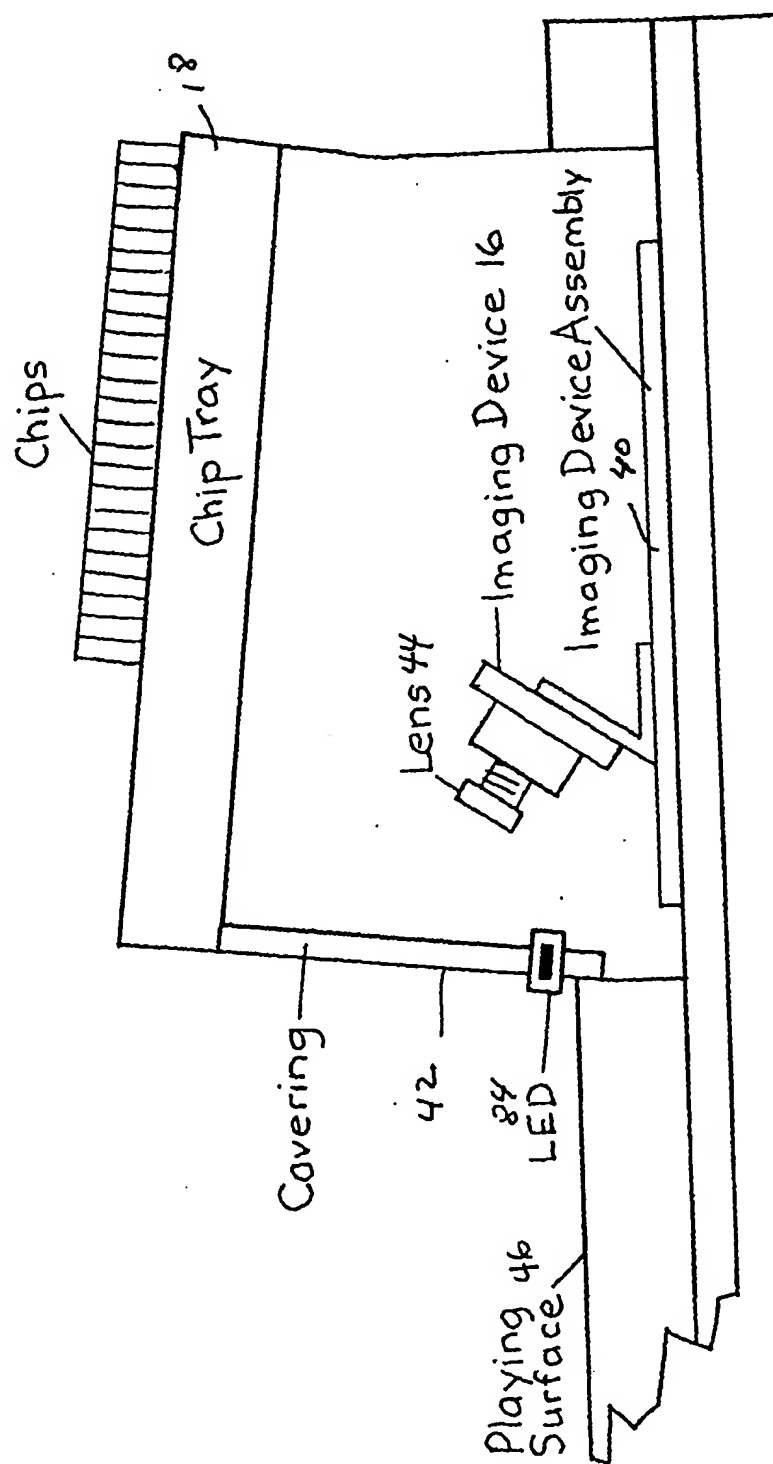 Chips
18
Chip Tray
Lens 44
Imaging Device 16
Imaging Device Assembly
40
Covering
42
84
LED
Playing 46
Surface